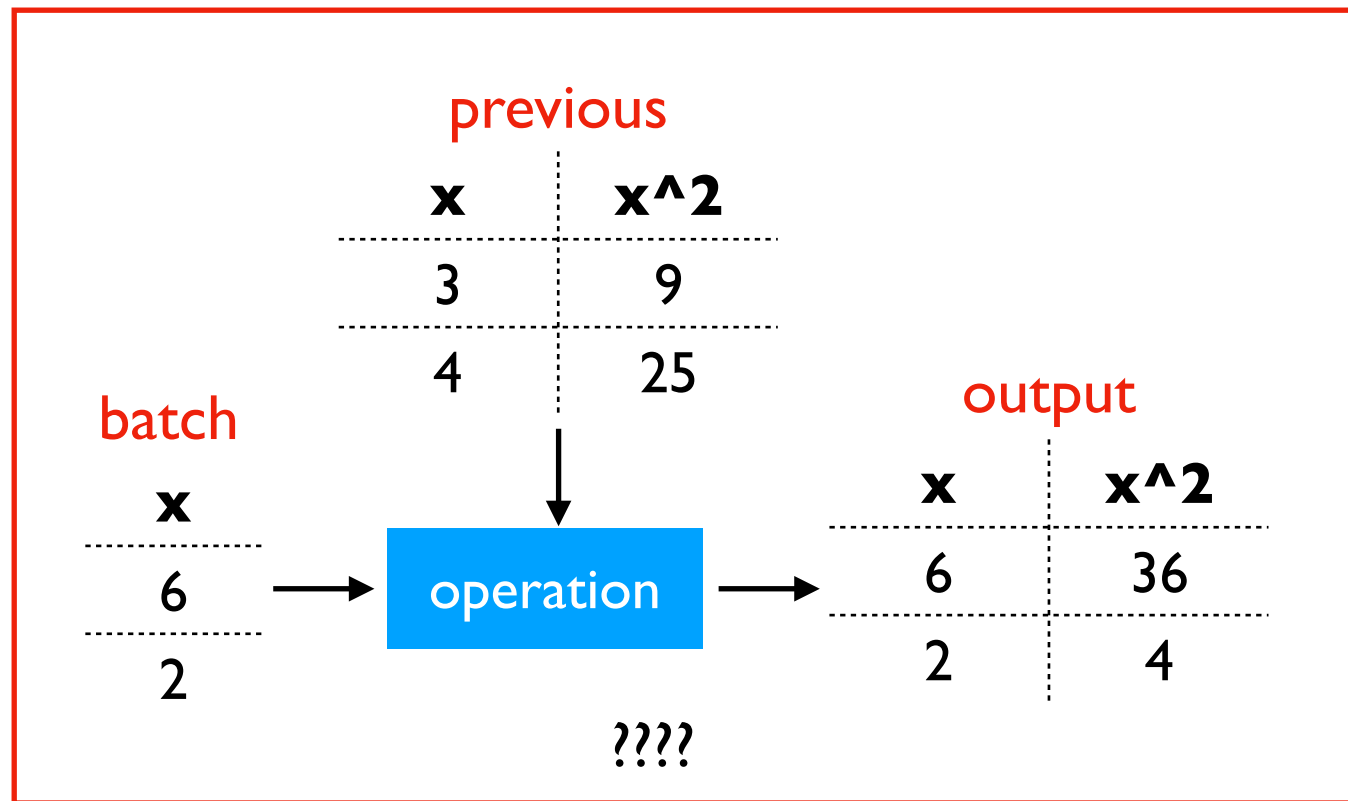 previous
x x^2
3 9
4 25
batch
x
6
2
operation
output
x x^2
6 36
2 4
????